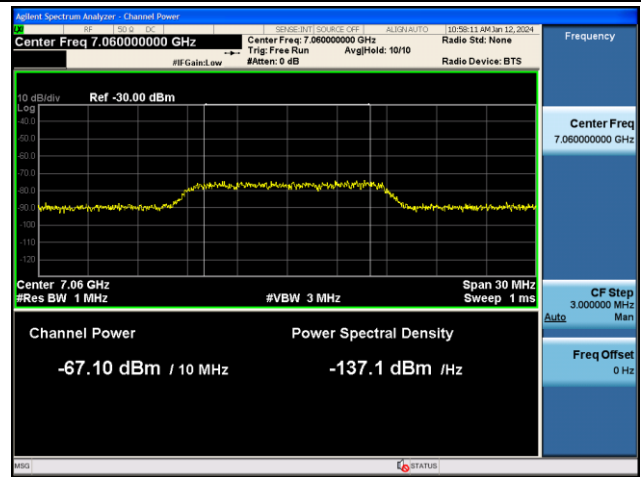 Agilent Spectrum Analyzer - Channel Power
RF 50 Ω DC SENSE:INT SOURCE OFF ALIGNAUTO 10:58:11 AM Jan 12, 2024
Center Freq 7.060000000 GHz
Center Freq: 7.060000000 GHz
Radio Std: None
Trig: Free Run Avg|Hold: 10/10
#IFGain:Low
#Atten: 0 dB
Radio Device: BTS
Frequency
10 dB/div Ref -30.00 dBm
Log
-40.0
-50.0
-60.0
-70.0
-80.0
-90.0
-100
-110
-120
Center 7.06 GHz
Span 30 MHz
#Res BW 1 MHz
#VBW 3 MHz
Sweep 1 ms
Channel Power
Power Spectral Density
-67.10 dBm / 10 MHz
-137.1 dBm /Hz
Center Freq
7.060000000 GHz
CF Step
3.000000 MHz
Auto Man
Freq Offset
0 Hz
MSG
STATUS